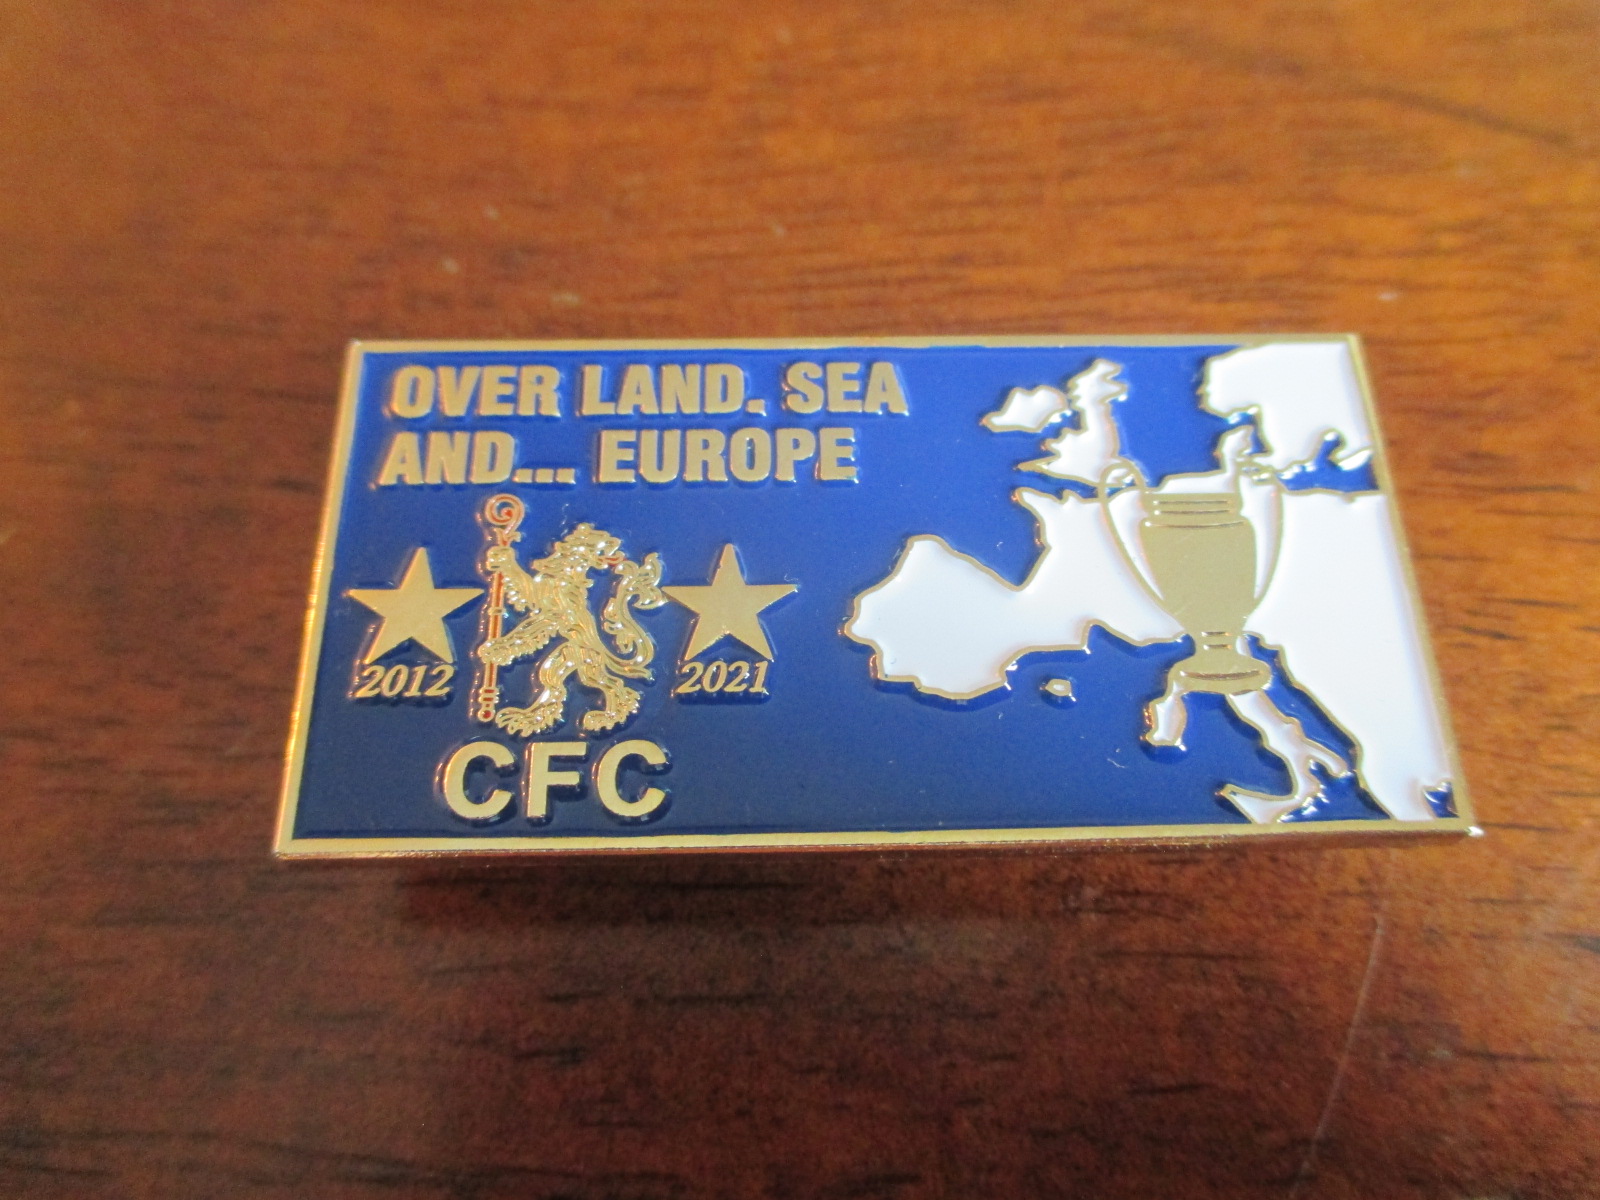 OVER LAND. SEA
AND... EUROPE
2012
2021
CFC